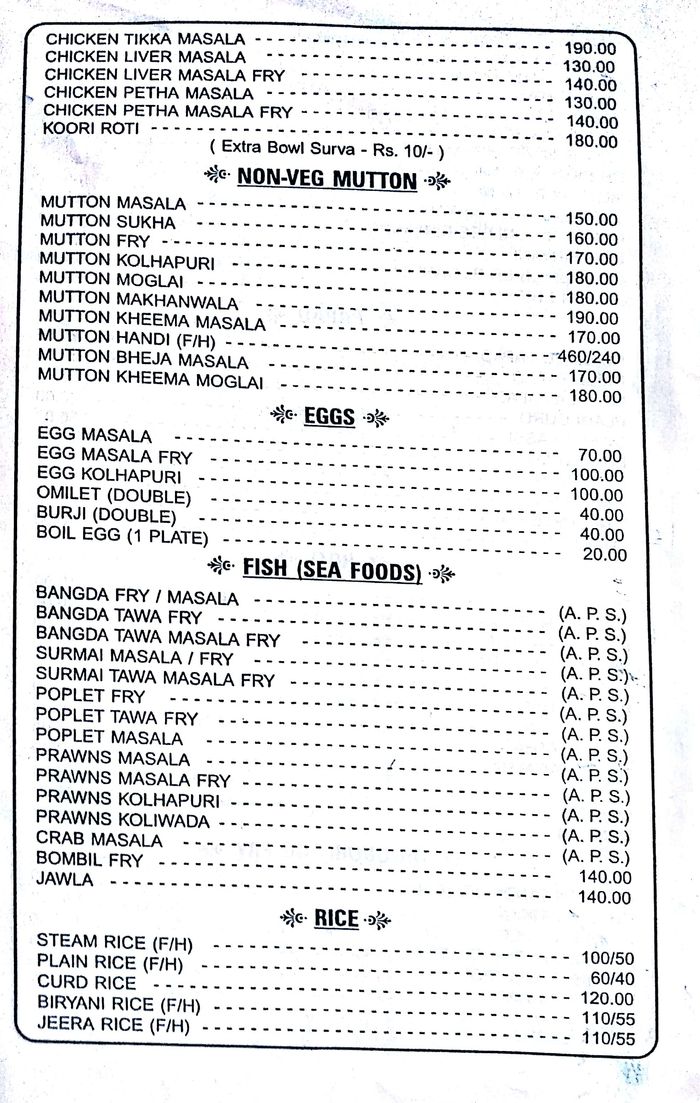 CHICKEN TIKKA MASALA 190.00
CHICKEN LIVER MASALA 130.00
CHICKEN LIVER MASALA FRY 140.00
CHICKEN PETHA MASALA 130.00
CHICKEN PETHA MASALA FRY 140.00
KOORI ROTI 180.00
( Extra Bowl Surva - Rs. 10/- )
NON-VEG MUTTON
MUTTON MASALA 150.00
MUTTON SUKHA 160.00
MUTTON FRY 170.00
MUTTON KOLHAPURI 180.00
MUTTON MOGLAI 180.00
MUTTON MAKHANWALA 190.00
MUTTON KHEEMA MASALA 170.00
MUTTON HANDI (F/H) 460/240
MUTTON BHEJA MASALA 170.00
MUTTON KHEEMA MOGLAI 180.00
EGGS
EGG MASALA 70.00
EGG MASALA FRY 100.00
EGG KOLHAPURI 100.00
OMILET (DOUBLE) 40.00
BURJI (DOUBLE) 40.00
BOIL EGG (1 PLATE) 20.00
FISH (SEA FOODS)
BANGDA FRY / MASALA (A. P. S.)
BANGDA TAWA FRY (A. P. S.)
BANGDA TAWA MASALA FRY (A. P. S.)
SURMAI MASALA / FRY (A. P. S.)
SURMAI TAWA MASALA FRY (A. P. S.)
POPLET FRY (A. P. S.)
POPLET TAWA FRY (A. P. S.)
POPLET MASALA (A. P. S.)
PRAWNS MASALA (A. P. S.)
PRAWNS MASALA FRY (A. P. S.)
PRAWNS KOLHAPURI (A. P. S.)
PRAWNS KOLIWADA (A. P. S.)
CRAB MASALA (A. P. S.)
BOMBIL FRY 140.00
JAWLA 140.00
RICE
STEAM RICE (F/H) 100/50
PLAIN RICE (F/H) 60/40
CURD RICE 120.00
BIRYANI RICE (F/H) 110/55
JEERA RICE (F/H) 110/55